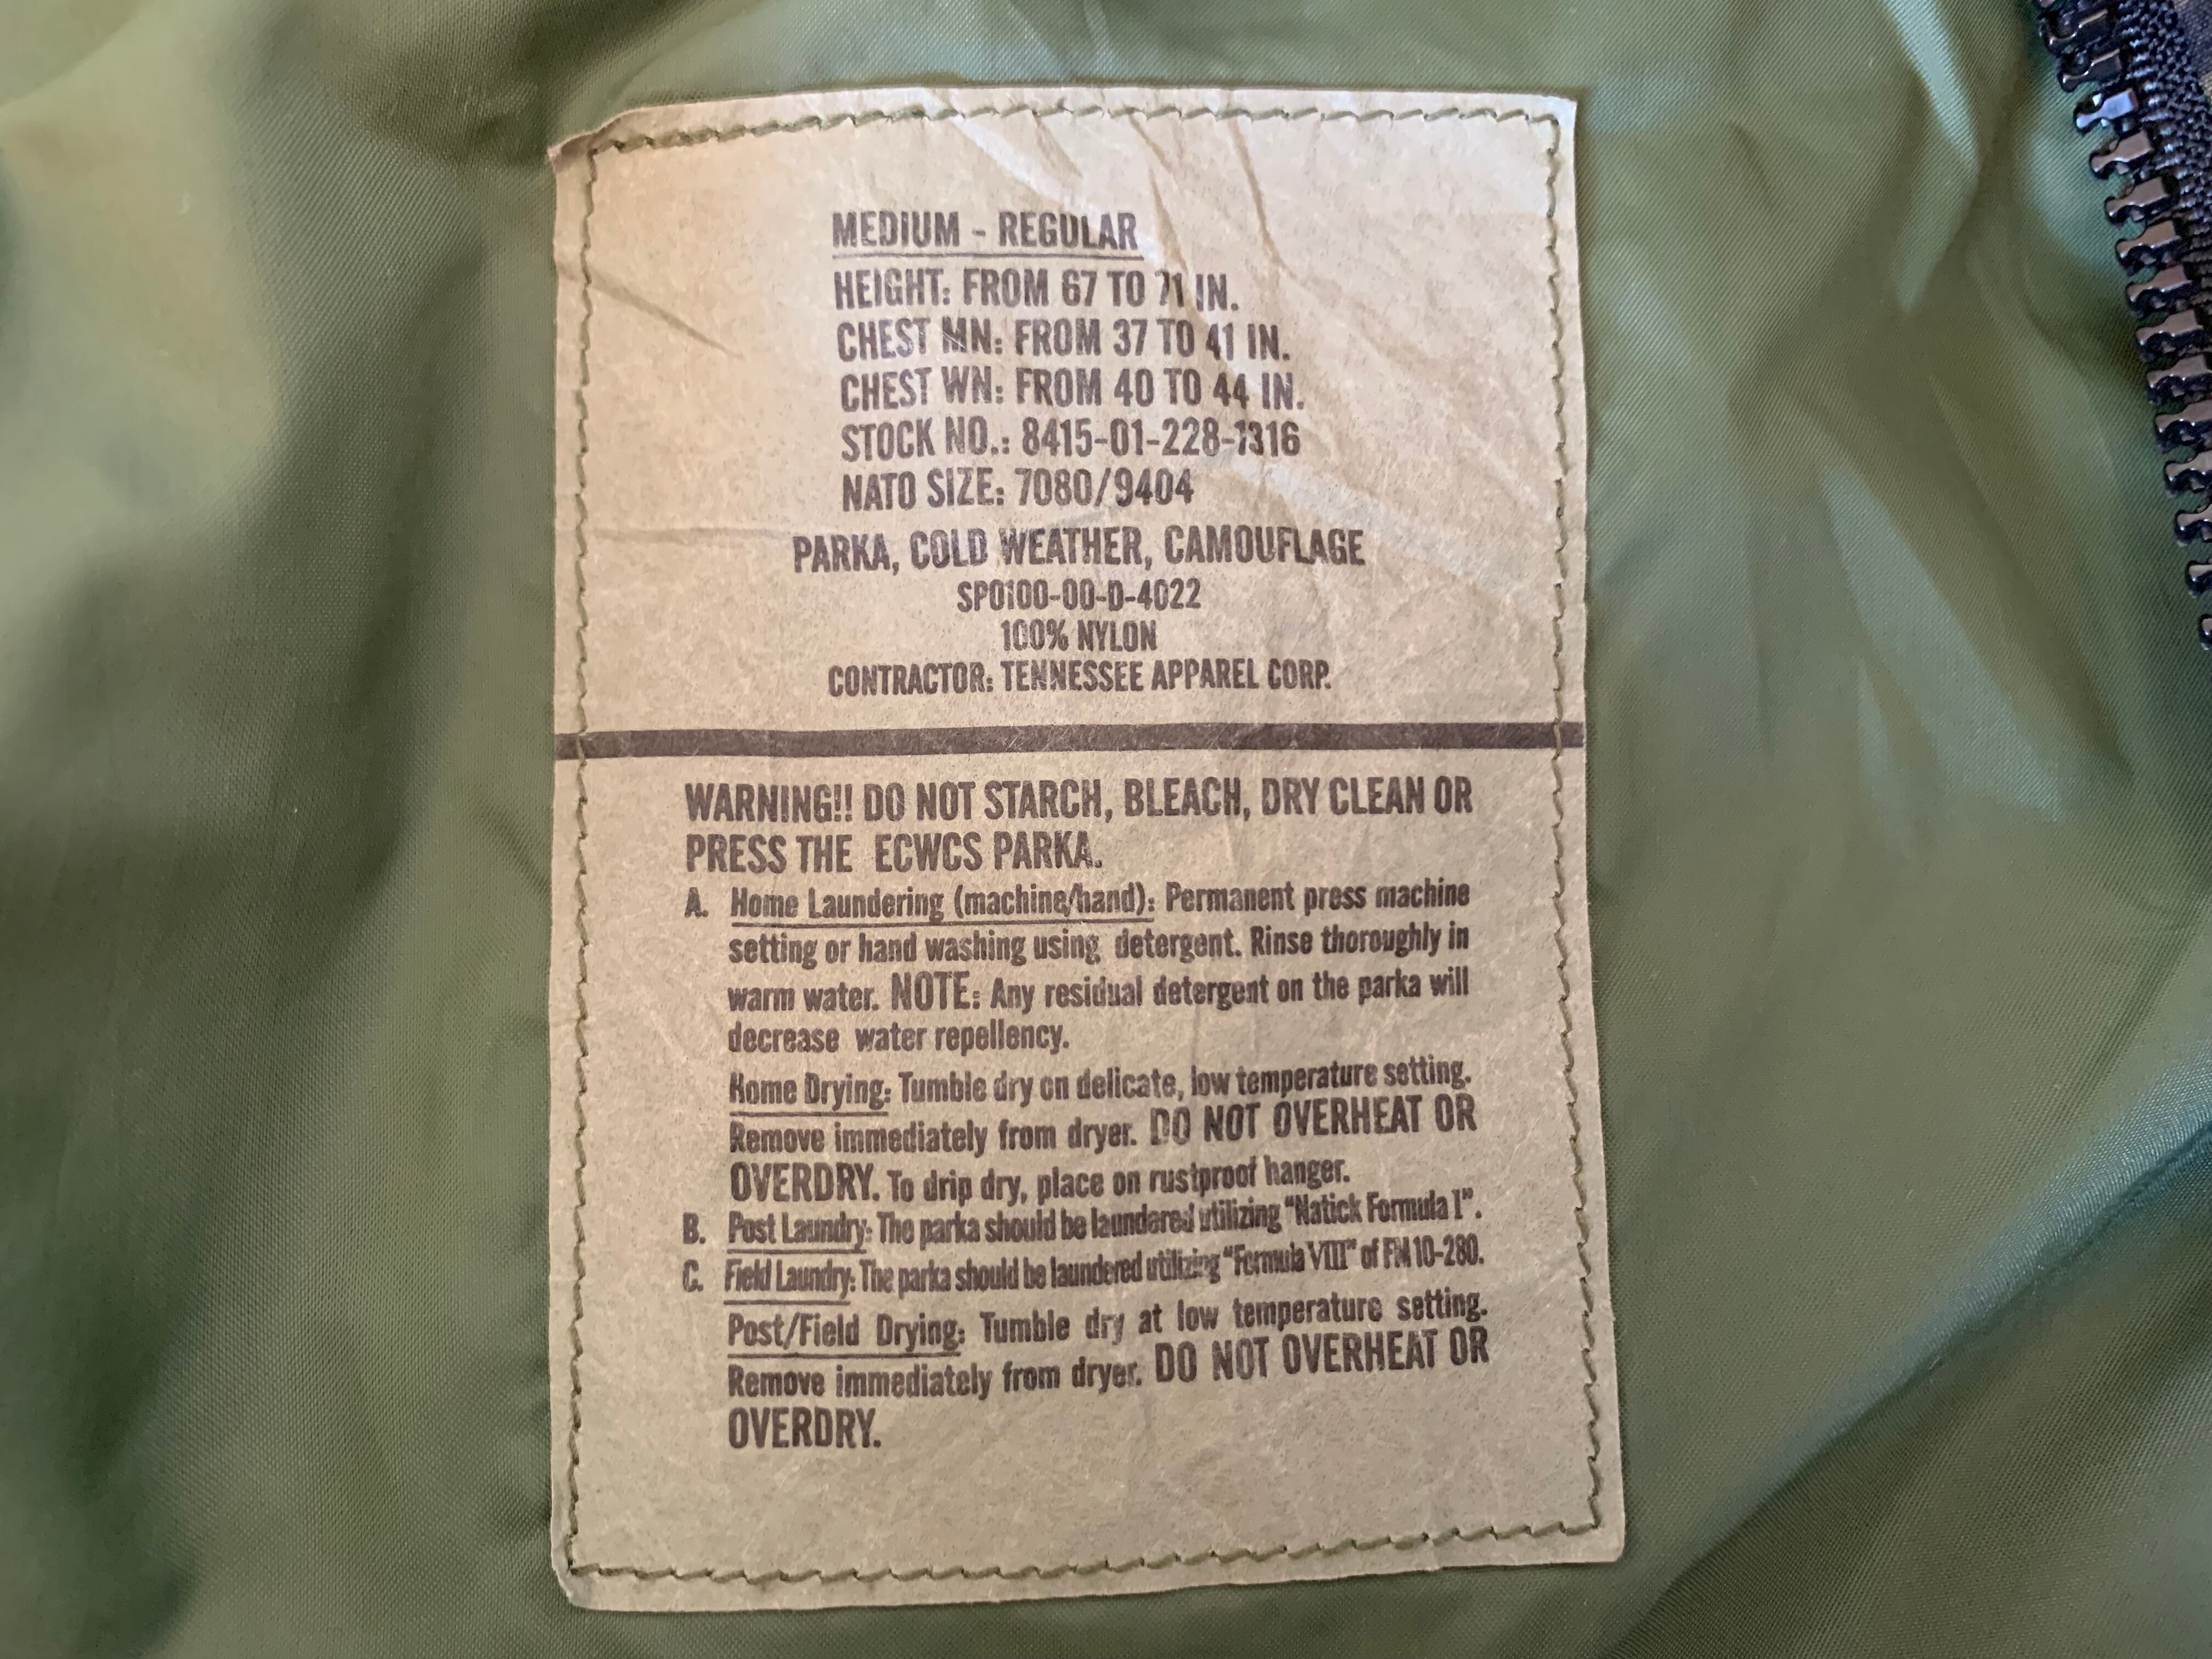 MEDIUM - REGULAR
HEIGHT: FROM 67 TO 71 IN.
CHEST MN: FROM 37 TO 41 IN.
CHEST WN: FROM 40 TO 44 IN.
STOCK NO.: 8415-01-228-1316
NATO SIZE: 7080/9404
PARKA, COLD WEATHER, CAMOUFLAGE
SPO100-00-D-4022
100% NYLON
CONTRACTOR: TENNESSEE APPAREL CORP.
WARNING!! DO NOT STARCH, BLEACH, DRY CLEAN OR
PRESS THE ECWCS PARKA.
A. Home Laundering (machine/hand): Permanent press machine
setting or hand washing using detergent. Rinse thoroughly in
warm water. NOTE: Any residual detergent on the parka will
decrease water repellency.
Home Drying: Tumble dry on delicate, low temperature setting.
Remove immediately from dryer. DO NOT OVERHEAT OR
OVERDRY. To drip dry, place on rustproof hanger.
B. Post Laundry: The parka should be laundered utilizing "Natick Formula I".
C. Field Laundry: The parka should be laundered utilizing "Formula VIII" of FM 10-280.
Post/Field Drying: Tumble dry at low temperature setting.
Remove immediately from dryer. DO NOT OVERHEAT OR
OVERDRY.